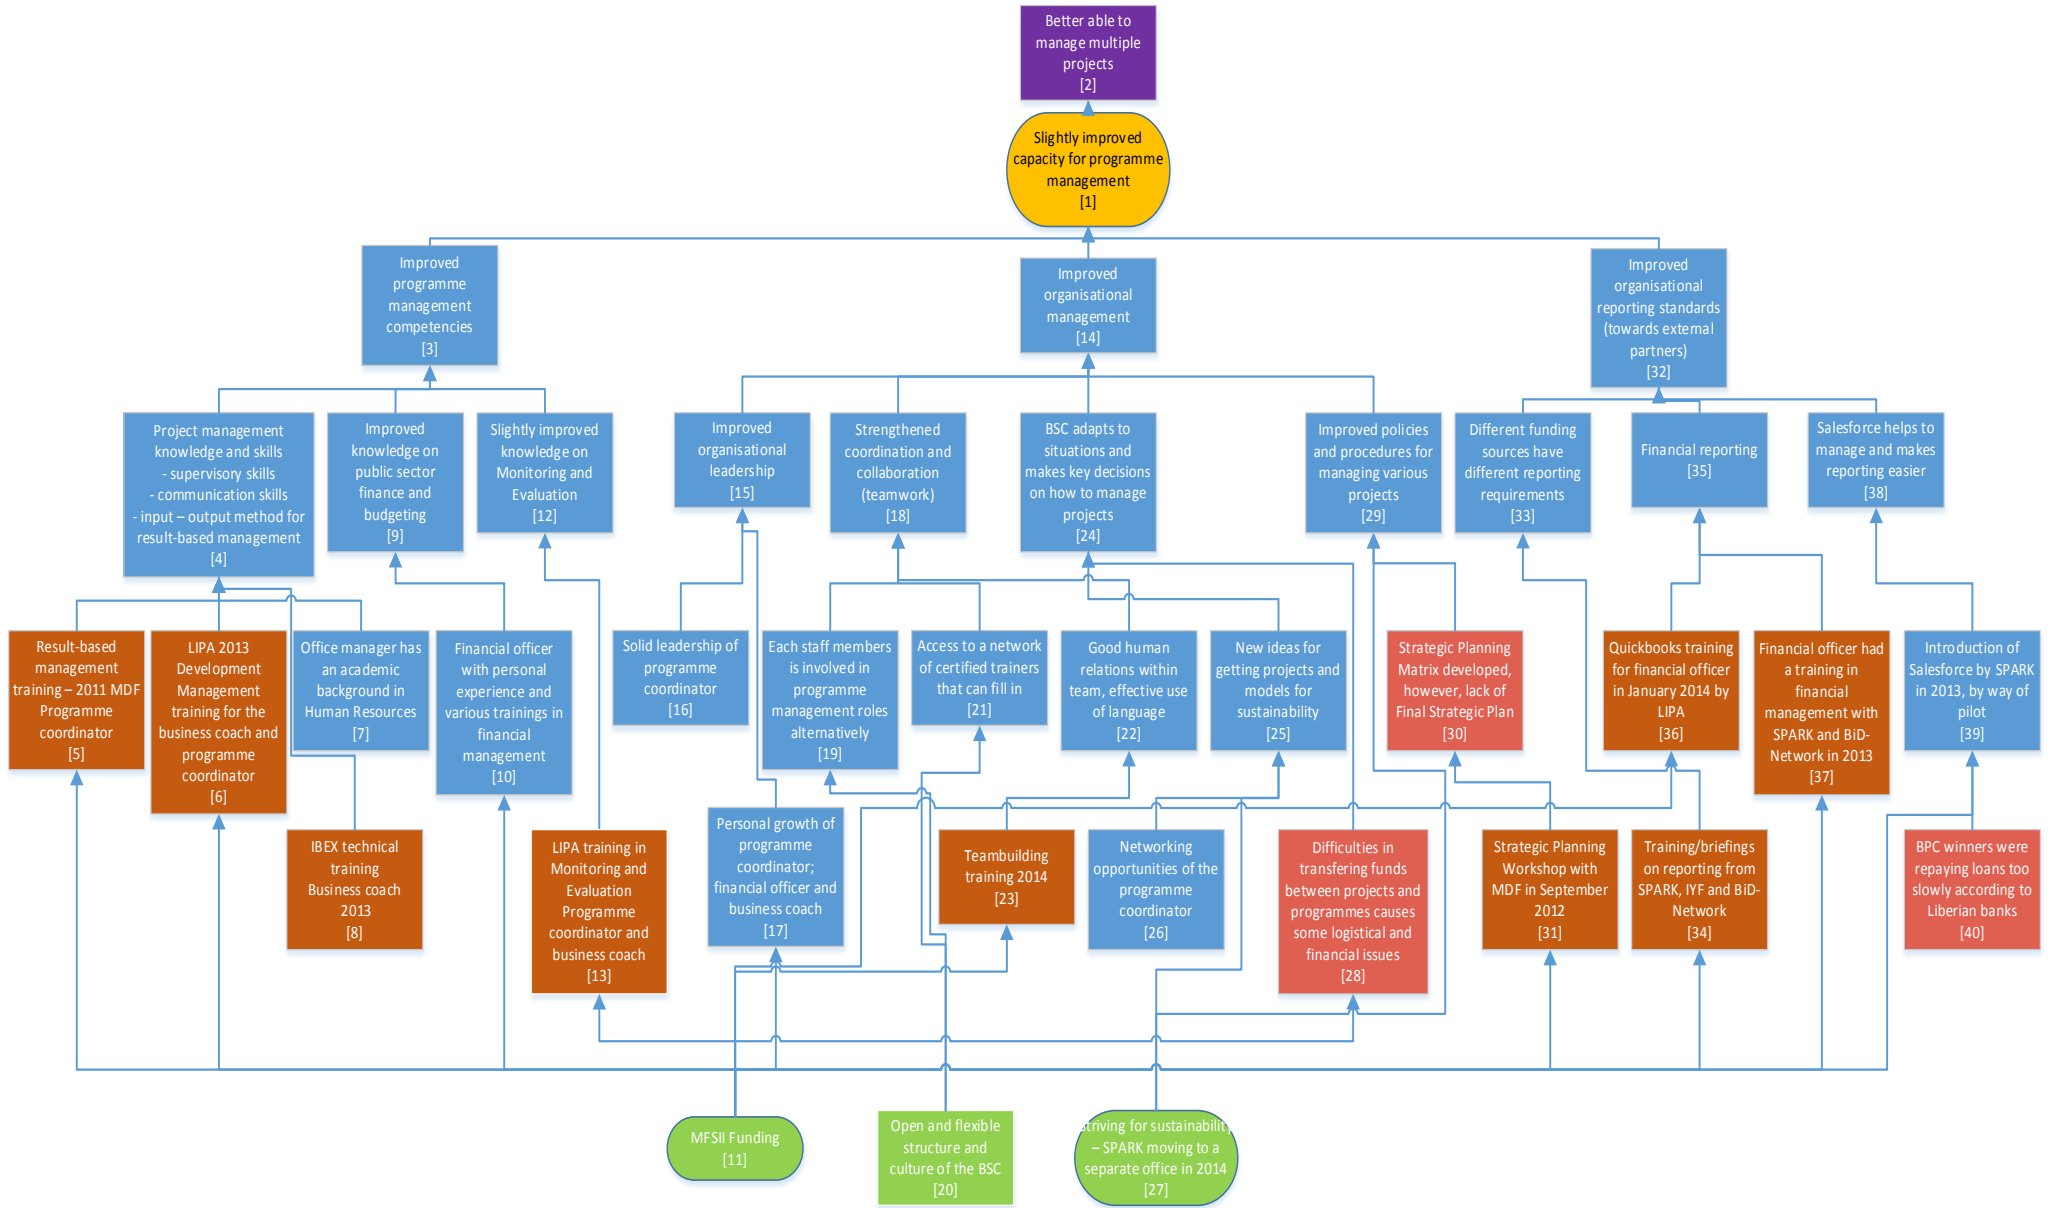 Better able to
manage multiple
projects
[2]
Slightly improved
capacity for programme
management
[1]
Improved
programme
management
competencies
[3]
Improved
organisational
management
[14]
Improved
organisational
reporting standards
(towards external
partners)
[32]
Project management
knowledge and skills
- supervisory skills
- communication skills
- input – output method for
result-based management
[4]
Improved
knowledge on
public sector
finance and
budgeting
[9]
Slightly improved
knowledge on
Monitoring and
Evaluation
[12]
Improved
organisational
leadership
[15]
Strengthened
coordination and
collaboration
(teamwork)
[18]
BSC adapts to
situations and
makes key decisions
on how to manage
projects
[24]
Improved policies
and procedures for
managing various
projects
[29]
Different funding
sources have
different reporting
requirements
[33]
Financial reporting
[35]
Salesforce helps to
manage and makes
reporting easier
[38]
Result-based
management
training – 2011 MDF
Programme
coordinator
[5]
LIPA 2013
Development
Management
training for the
business coach and
programme
coordinator
[6]
Office manager has
an academic
background in
Human Resources
[7]
Financial officer
with personal
experience and
various trainings in
financial
management
[10]
Solid leadership of
programme
coordinator
[16]
Each staff members
is involved in
programme
management roles
alternatively
[19]
Access to a network
of certified trainers
that can fill in
[21]
Good human
relations within
team, effective use
of language
[22]
New ideas for
getting projects and
models for
sustainability
[25]
Strategic Planning
Matrix developed,
however, lack of
Final Strategic Plan
[30]
Quickbooks training
for financial officer
in January 2014 by
LIPA
[36]
Financial officer had
a training in
financial
management with
SPARK and BiD-
Network in 2013
[37]
Introduction of
Salesforce by SPARK
in 2013, by way of
pilot
[39]
IBEX technical
training
Business coach
2013
[8]
LIPA training in
Monitoring and
Evaluation
Programme
coordinator and
business coach
[13]
Personal growth of
programme
coordinator;
financial officer and
business coach
[17]
Teambuilding
training 2014
[23]
Networking
opportunities of the
programme
coordinator
[26]
Difficulties in
transfering funds
between projects and
programmes causes
some logistical and
financial issues
[28]
Strategic Planning
Workshop with
MDF in September
2012
[31]
Training/briefings
on reporting from
SPARK, IYF and BiD-
Network
[34]
BPC winners were
repaying loans too
slowly according to
Liberian banks
[40]
MFSII Funding
[11]
Open and flexible
structure and
culture of the BSC
[20]
Striving for sustainability
– SPARK moving to a
separate office in 2014
[27]